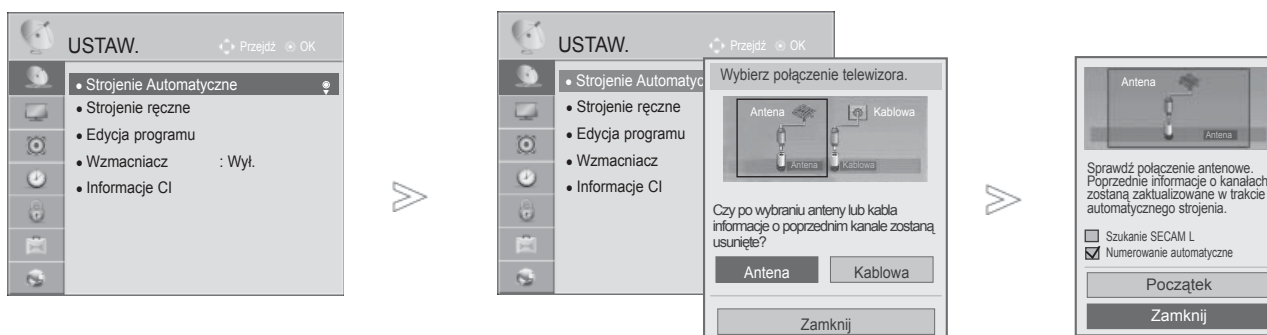 USTAW.
Przejdź OK
• Strojenie Automatyczne
• Strojenie ręczne
• Edycja programu
• Wzmacniacz : Wył.
• Informacje CI
USTAW.
Przejdź OK
• Strojenie Automatyc
• Strojenie ręczne
• Edycja programu
• Wzmacniacz
• Informacje CI
Wybierz połączenie telewizora.
Antena Kablowa
Antena Kablowa
Czy po wybraniu anteny lub kabla
informacje o poprzednim kanale zostaną
usunięte?
Antena Kablowa
Zamknij
Antena
Antena
Sprawdź połączenie antenowe.
Poprzednie informacje o kanałach
zostaną zaktualizowane w trakcie
automatycznego strojenia.
Szukanie SECAM L
Numerowanie automatyczne
Początek
Zamknij